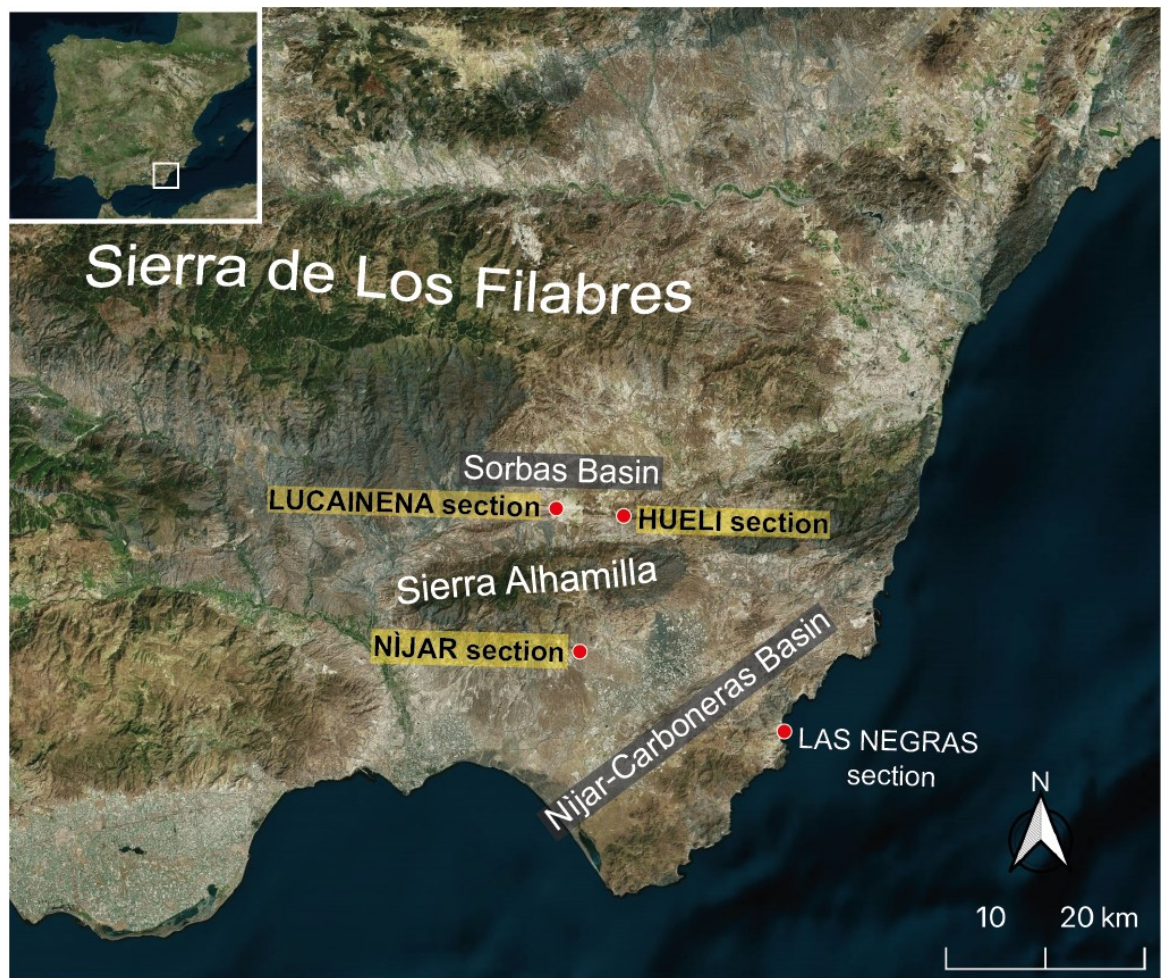 Sierra de Los Filabres
Sorbas Basin
LUCAINENA section
HUELI section
Sierra Alhamilla
NÌJAR section
Nìjar-Carboneras Basin
LAS NEGRAS
section
N
10 20 km